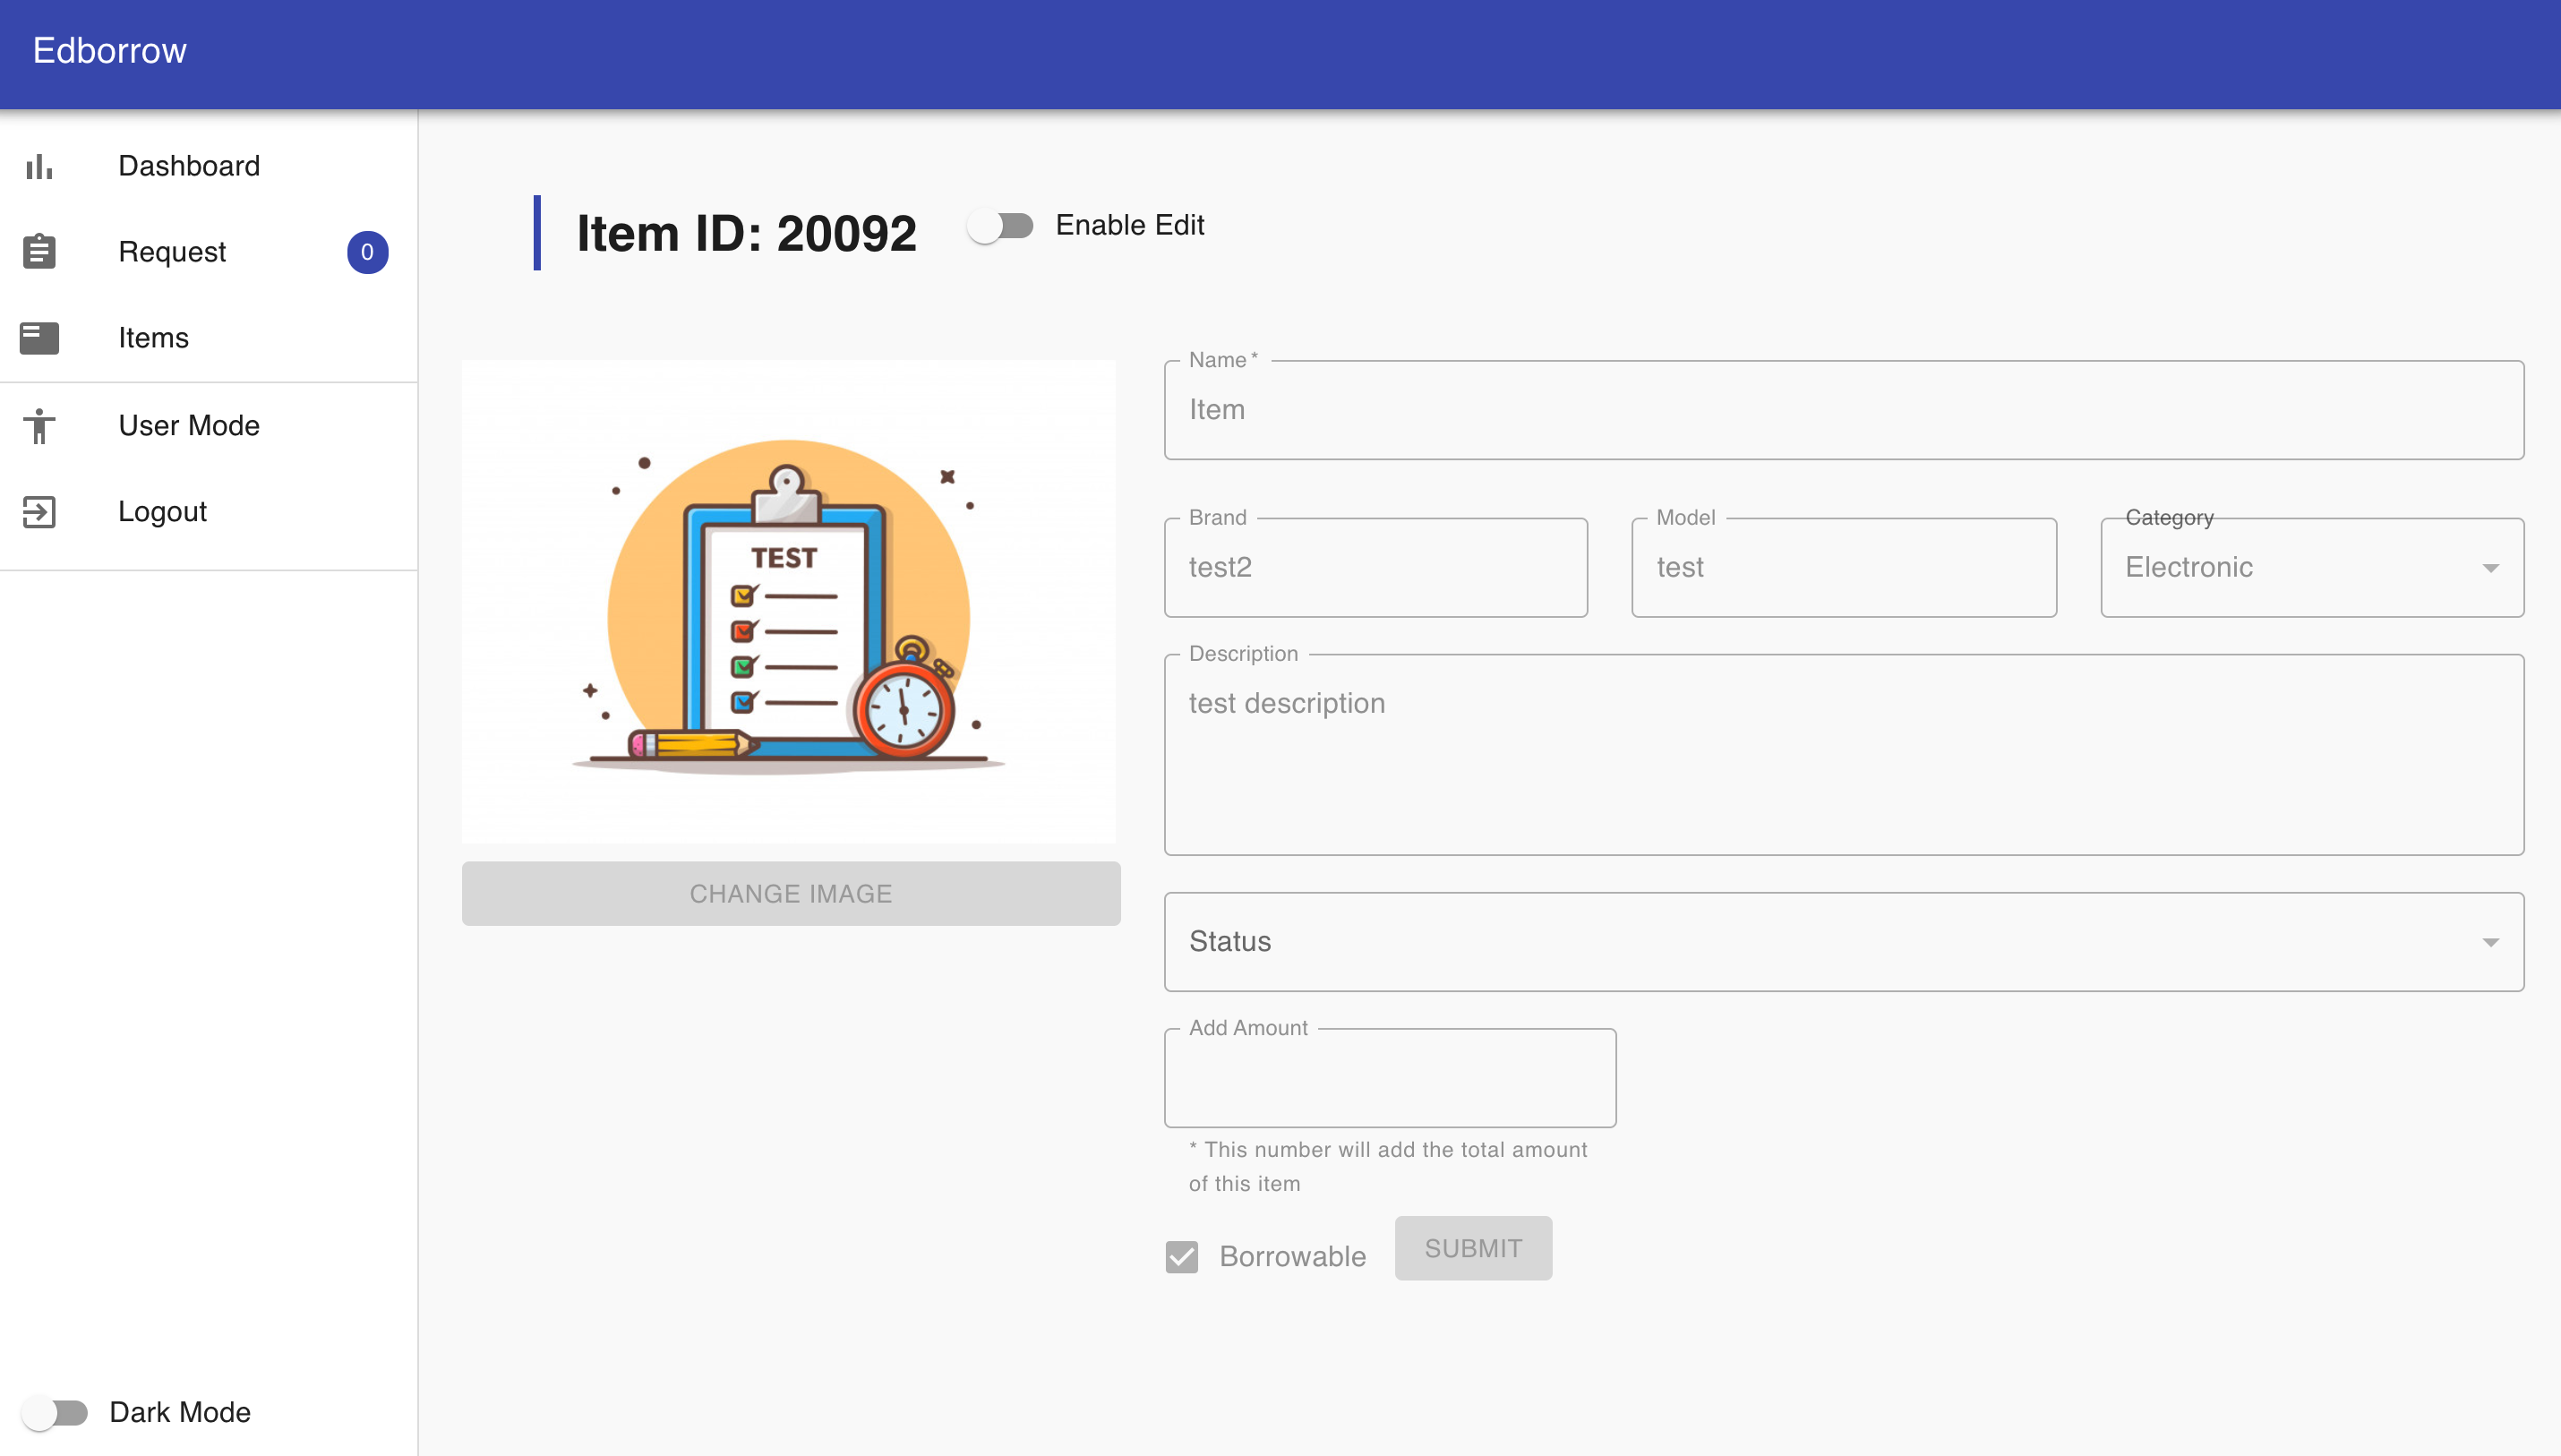 Edborrow
Dashboard
Request 0
Items
User Mode
Logout
Dark Mode
Item ID: 20092 Enable Edit
TEST
CHANGE IMAGE
Name *
Item
Brand Model Category
test2 test Electronic
Description
test description
Status
Add Amount
* This number will add the total amount
of this item
Borrowable SUBMIT